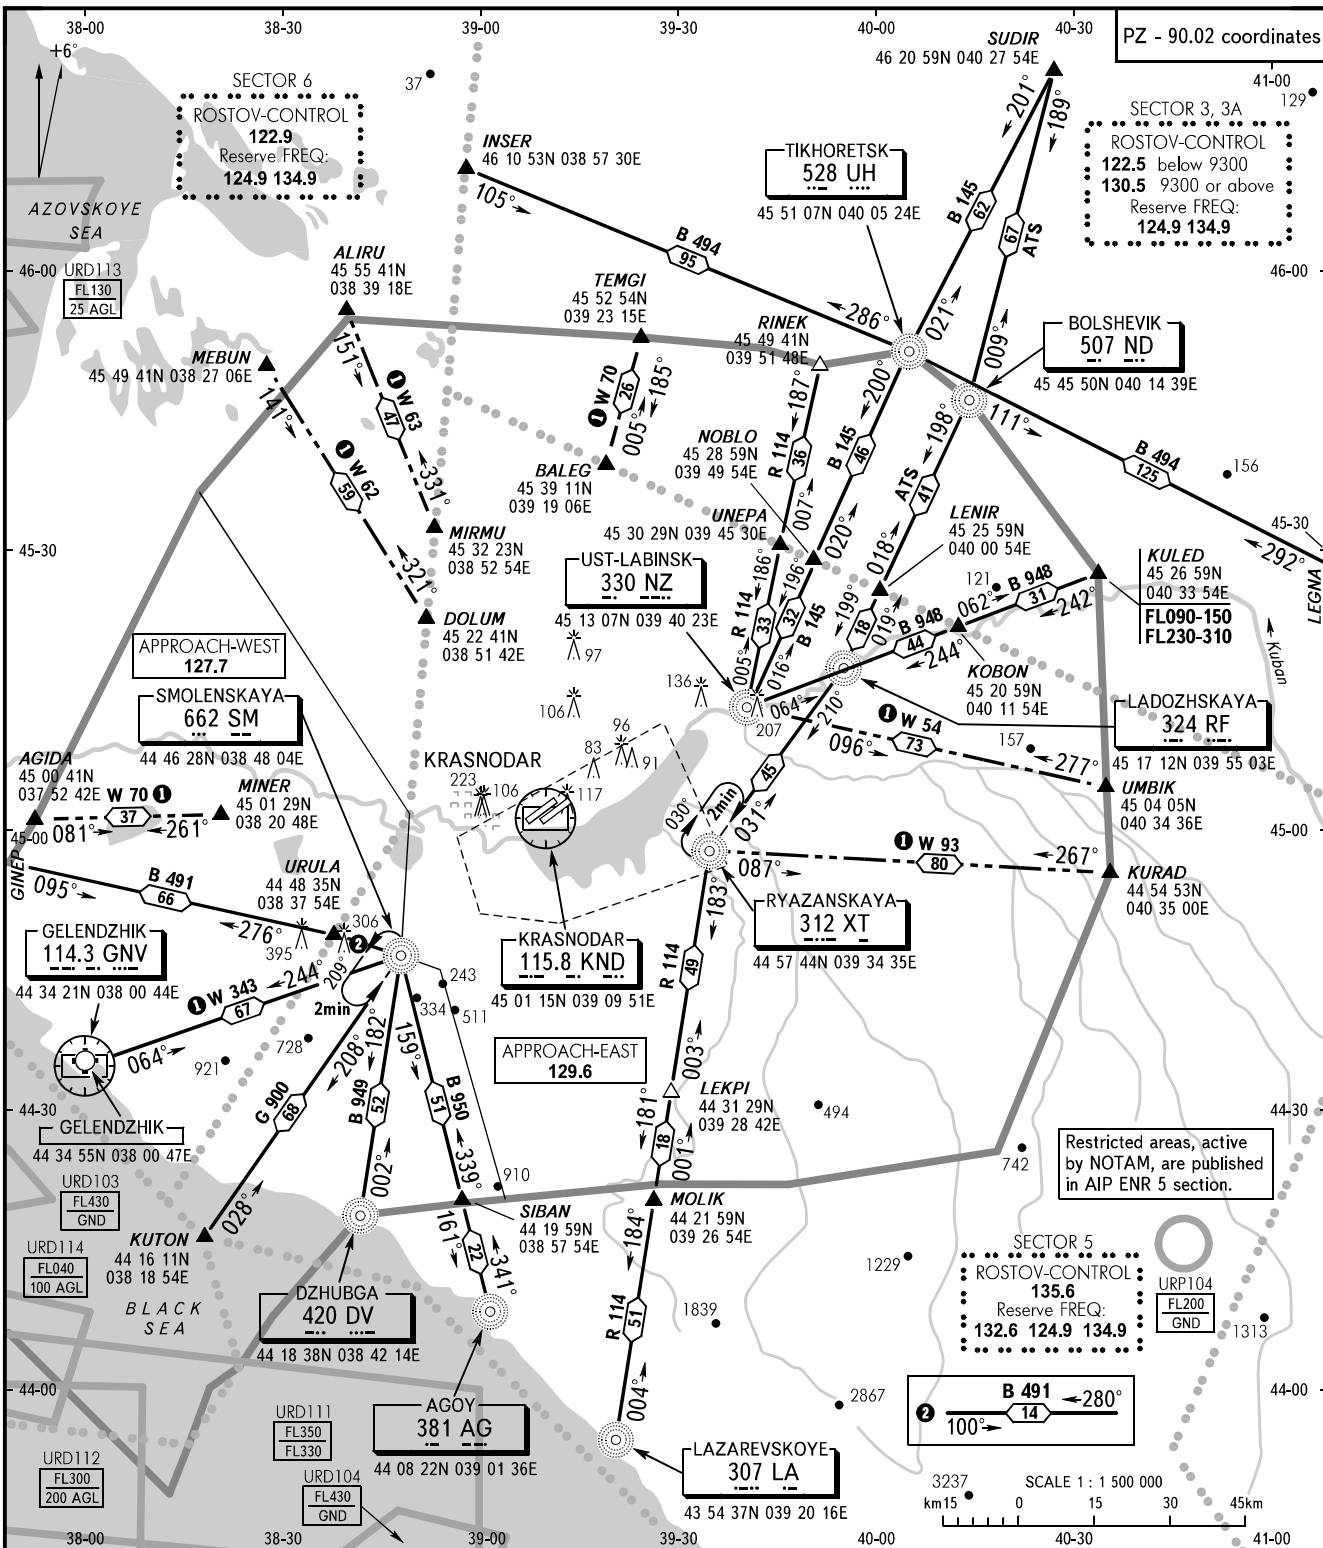 38-00
38-30
39-00
39-30
40-00
40-30
PZ - 90.02 coordinates
+6°
SECTOR 6
ROSTOV-CONTROL
122.9
Reserve FREQ:
124.9 134.9
37
SUDIR
46 20 59N 040 27 54E
41-00
129
SECTOR 3, 3A
ROSTOV-CONTROL
122.5 below 9300
130.5 9300 or above
Reserve FREQ:
124.9 134.9
INSER
46 10 53N 038 57 30E
105°
TIKHORETSK
528 UH
45 51 07N 040 05 24E
201°
189°
B 145
62
67
ATS
AZOVSKOYE
SEA
B 494
95
286°
021°
009°
46-00
46-00
URD113
FL130
25 AGL
ALIRU
45 55 41N
038 39 18E
TEMGI
45 52 54N
039 23 15E
RINEK
45 49 41N
039 51 48E
BOLSHEVIK
507 ND
45 45 50N 040 14 39E
MEBUN
45 49 41N 038 27 06E
151°
141°
1 W 63
47
331°
1 W 62
59
321°
1 W 70
26
185°
005°
187°
R 114
36
007°
200°
B 145
46
020°
198°
ATS
41
018°
111°
B 494
125
292°
LEGNA
156
BALEG
45 39 11N
039 19 06E
NOBLO
45 28 59N
039 49 54E
UNEPA
45 30 29N 039 45 30E
LENIR
45 25 59N
040 00 54E
45-30
45-30
MIRMU
45 32 23N
038 52 54E
DOLUM
45 22 41N
038 51 42E
UST-LABINSK
330 NZ
45 13 07N 039 40 23E
KULED
45 26 59N
040 33 54E
FL090-150
FL230-310
186°
R 114
33
005°
196°
32
B 145
016°
199°
18
019°
121
062°
B 948
31
242°
B 948
44
244°
064°
KOBON
45 20 59N
040 11 54E
Kuban
97
106
136
207
96
83
91
APPROACH-WEST
127.7
SMOLENSKAYA
662 SM
44 46 28N 038 48 04E
LADOZHSKAYA
324 RF
45 17 12N 039 55 03E
1 W 54
73
096°
277°
157
UMBIK
45 04 05N
040 34 36E
210°
45
031°
030°
2min
AGIDA
45 00 41N
037 52 42E
W 70 1
37
081°
261°
MINER
45 01 29N
038 20 48E
KRASNODAR
223
106
117
45-00
45-00
1 W 93
80
087°
267°
KURAD
44 54 53N
040 35 00E
GINEP
095°
B 491
66
276°
URULA
44 48 35N
038 37 54E
306
395
2
209°
2min
RYAZANSKAYA
312 XT
44 57 44N 039 34 35E
GELENDZHIK
114.3 GNV
44 34 21N 038 00 44E
KRASNODAR
115.8 KND
45 01 15N 039 09 51E
244°
1 W 343
67
064°
243
334
511
728
921
183°
R 114
49
003°
182°
208°
159°
G 900
68
028°
B 949
52
002°
B 950
51
339°
APPROACH-EAST
129.6
LEKPI
44 31 29N
039 28 42E
181°
18
001°
494
742
44-30
44-30
GELENDZHIK
44 34 55N 038 00 47E
Restricted areas, active
by NOTAM, are published
in AIP ENR 5 section.
URD103
FL430
GND
URD114
FL040
100 AGL
KUTON
44 16 11N
038 18 54E
910
SIBAN
44 19 59N
038 57 54E
161°
22
341°
MOLIK
44 21 59N
039 26 54E
184°
R 114
51
004°
1229
1839
SECTOR 5
ROSTOV-CONTROL
135.6
Reserve FREQ:
132.6 124.9 134.9
URP104
FL200
GND
1313
BLACK
SEA
DZHUBGA
420 DV
44 18 38N 038 42 14E
44-00
44-00
AGOY
381 AG
44 08 22N 039 01 36E
2867
2
B 491
14
100°
280°
URD111
FL350
FL330
LAZAREVSKOYE
307 LA
43 54 37N 039 20 16E
URD112
FL300
200 AGL
URD104
FL430
GND
3237
SCALE 1 : 1 500 000
km15 0 15 30 45km
38-00
38-30
39-00
39-30
40-00
40-30
41-00